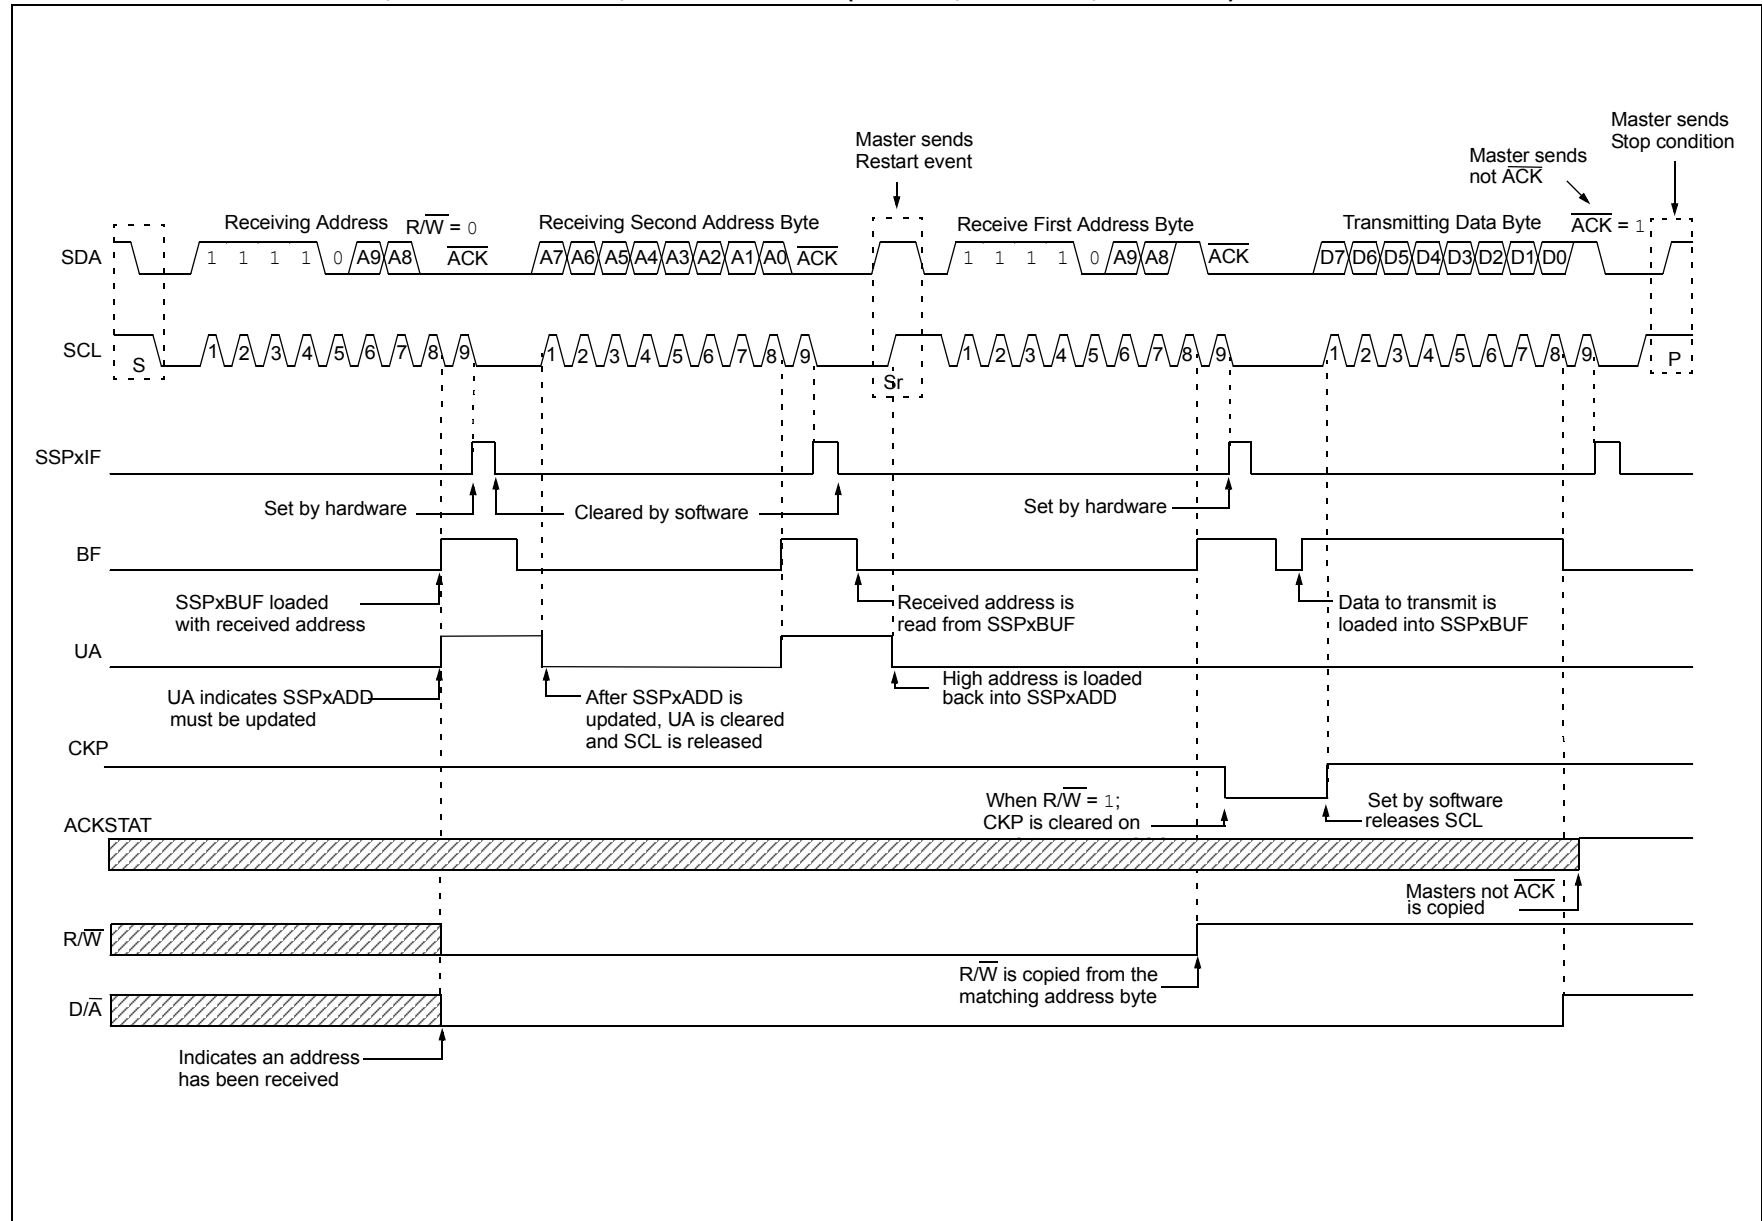 Master sends
Restart event
Master sends
not A̅C̅K̅
Master sends
Stop condition
Receiving Address R/W̅ = 0
Receiving Second Address Byte
Receive First Address Byte
Transmitting Data Byte
A̅C̅K̅ = 1
SDA 1 1 1 1 0 A9 A8 A̅C̅K̅ A7 A6 A5 A4 A3 A2 A1 A0 A̅C̅K̅ 1 1 1 1 0 A9 A8 A̅C̅K̅ D7 D6 D5 D4 D3 D2 D1 D0
SCL S 1 2 3 4 5 6 7 8 9 1 2 3 4 5 6 7 8 9 Sr 1 2 3 4 5 6 7 8 9 1 2 3 4 5 6 7 8 9 P
SSPxIF
Set by hardware
Cleared by software
Set by hardware
BF
SSPxBUF loaded
with received address
Received address is
read from SSPxBUF
Data to transmit is
loaded into SSPxBUF
UA
UA indicates SSPxADD
must be updated
After SSPxADD is
updated, UA is cleared
and SCL is released
High address is loaded
back into SSPxADD
CKP
When R/W̅ = 1;
CKP is cleared on
Set by software
releases SCL
ACKSTAT
Masters not A̅C̅K̅
is copied
R/W̅
R/W̅ is copied from the
matching address byte
D/A̅
Indicates an address
has been received